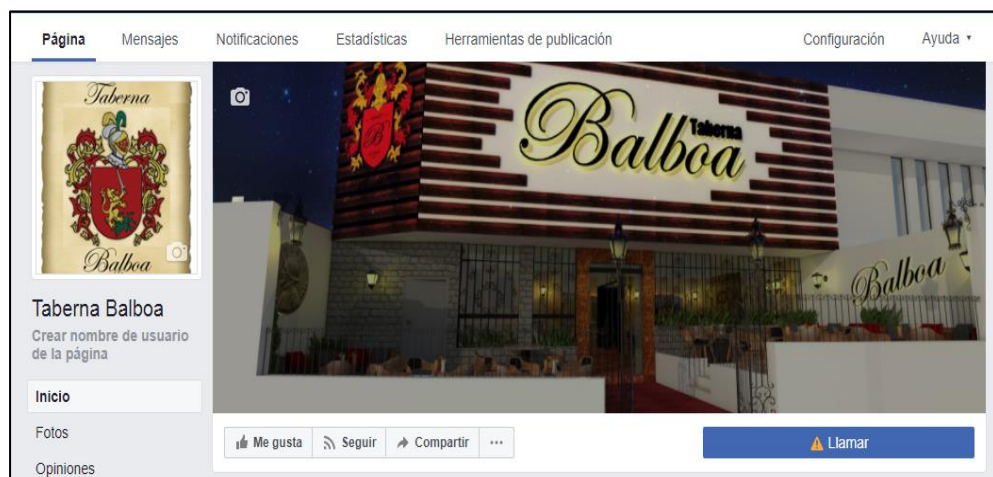 Página Mensajes Notificaciones Estadísticas Herramientas de publicación Configuración Ayuda
Taberna
Balboa
Taberna Balboa
Crear nombre de usuario
de la página
Inicio
Fotos
Opiniones
Taberna
Balboa
Balboa
Me gusta Seguir Compartir ... Llamar